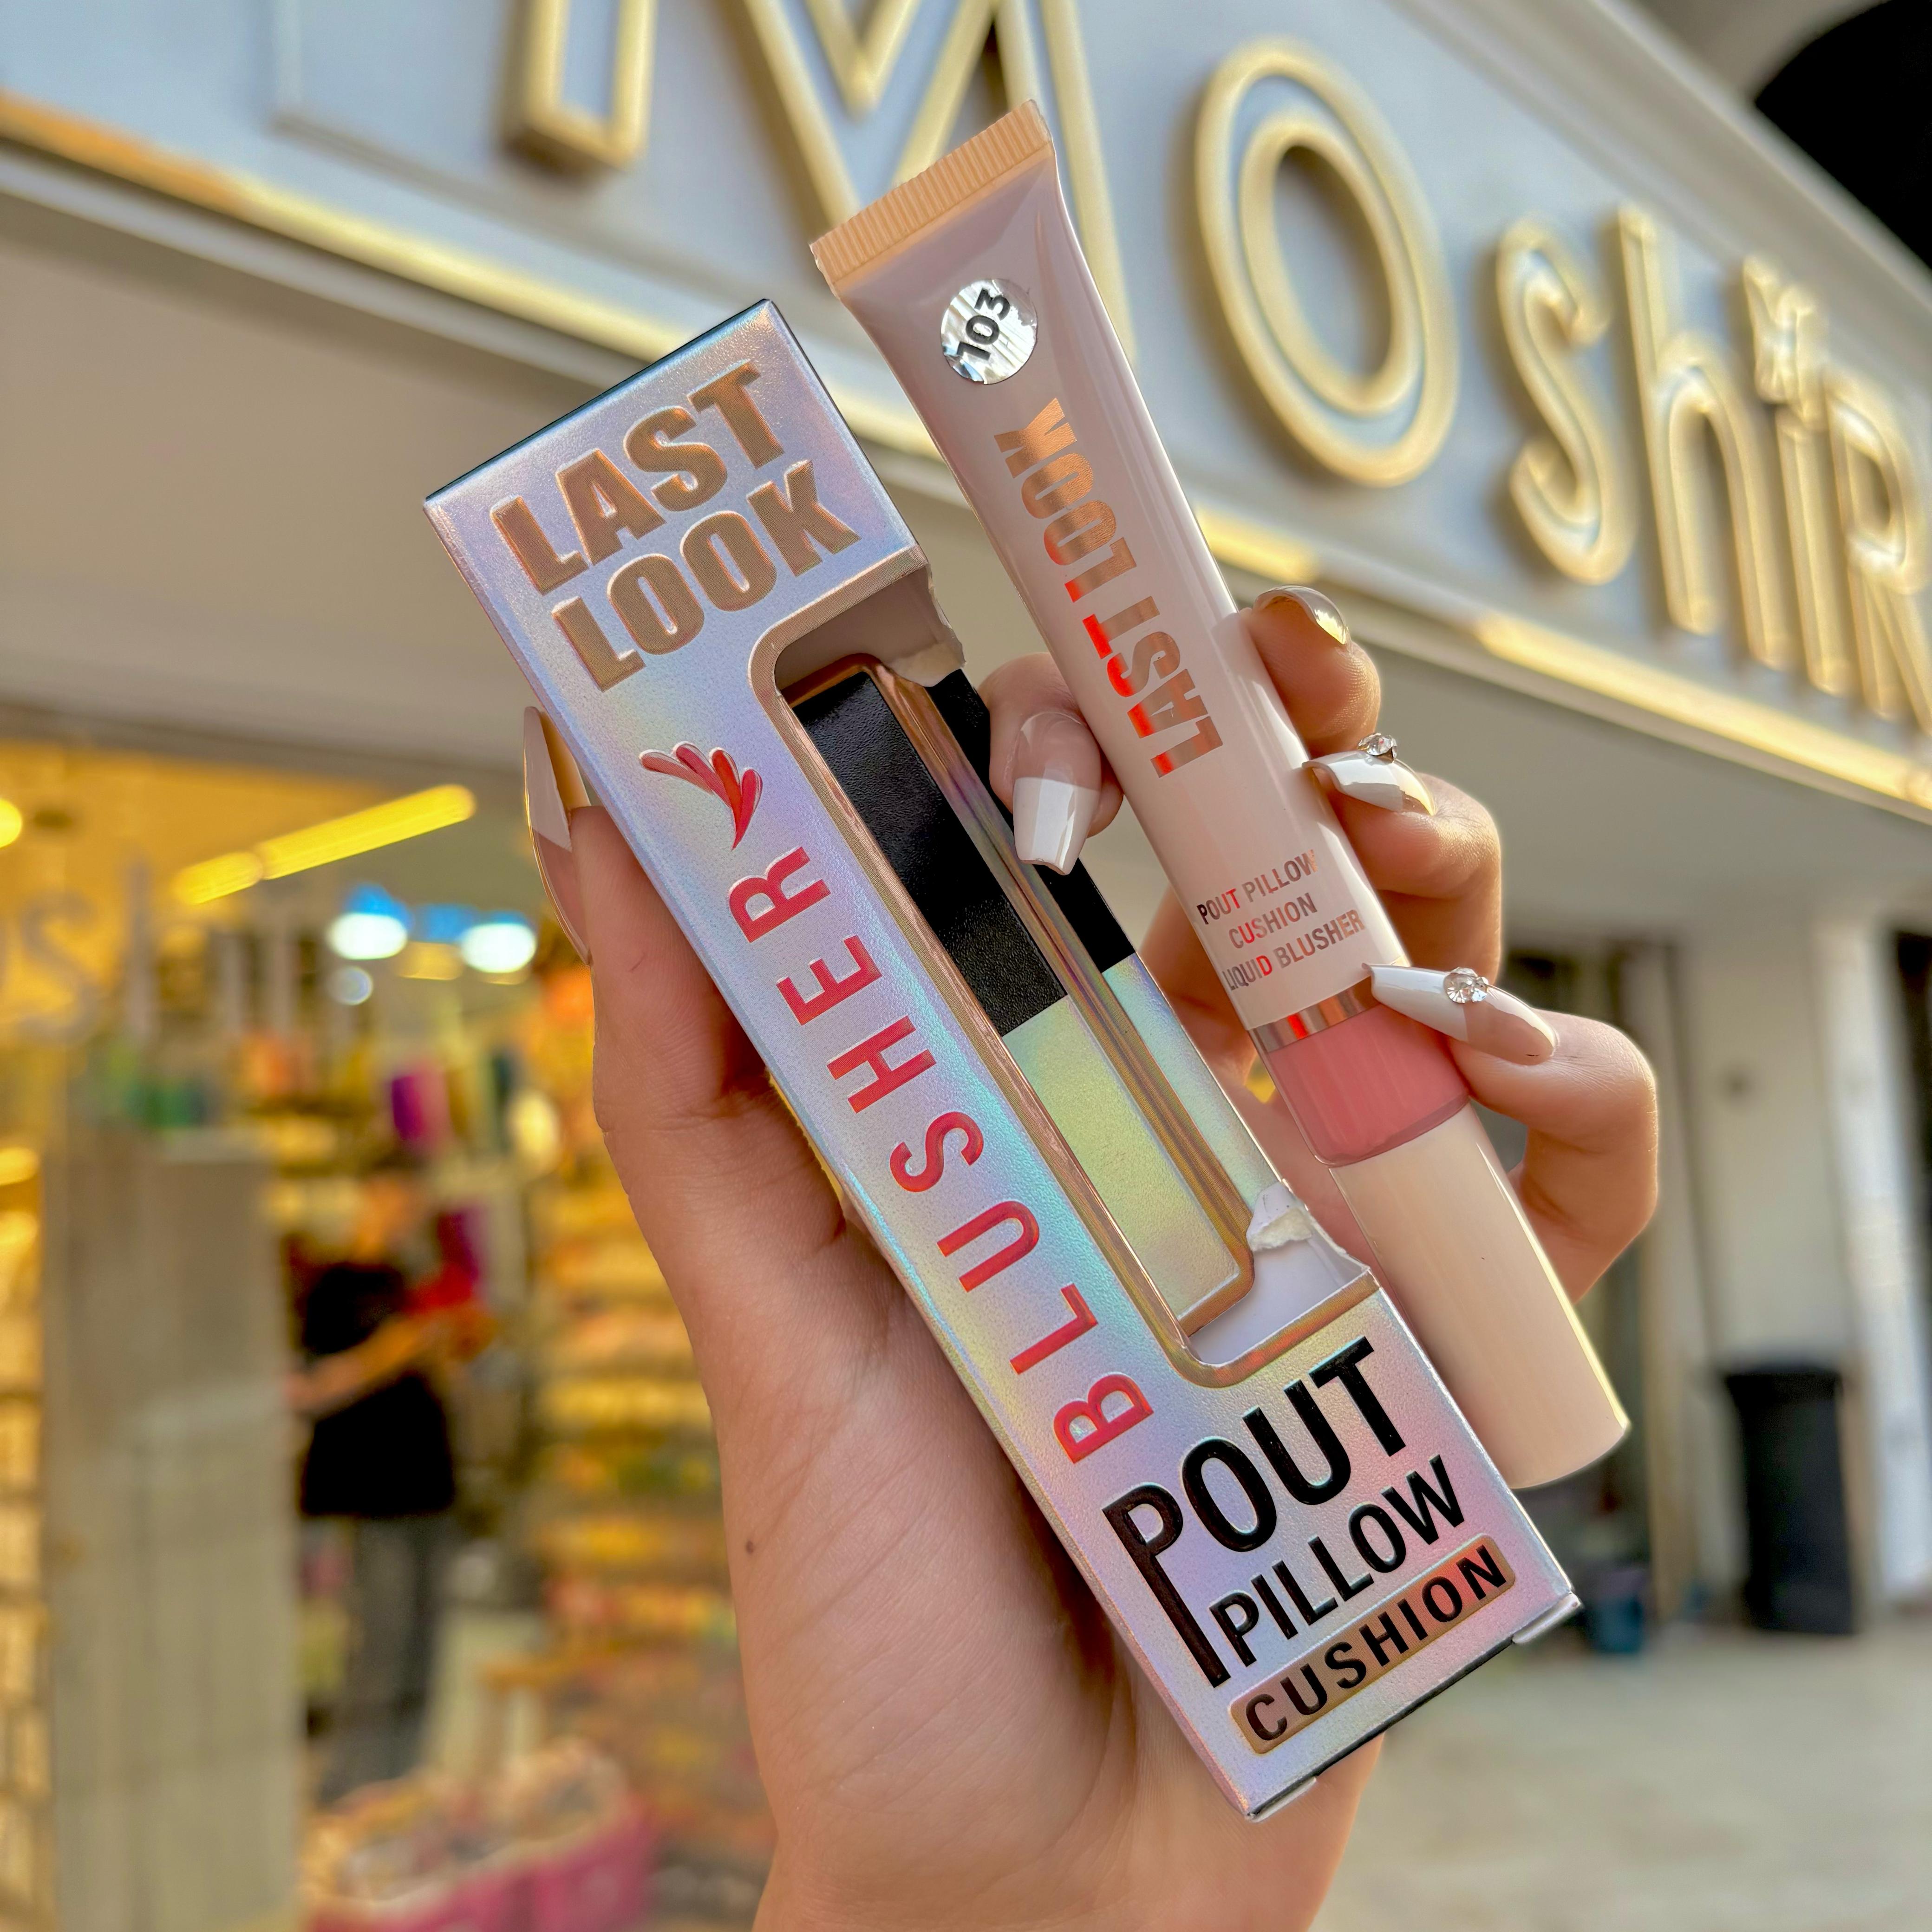 LAST
LOOK
BLUSHER
POUT
PILLOW
CUSHION
103
LAST LOOK
POUT PILLOW
CUSHION
LIQUID BLUSHER
Moshir